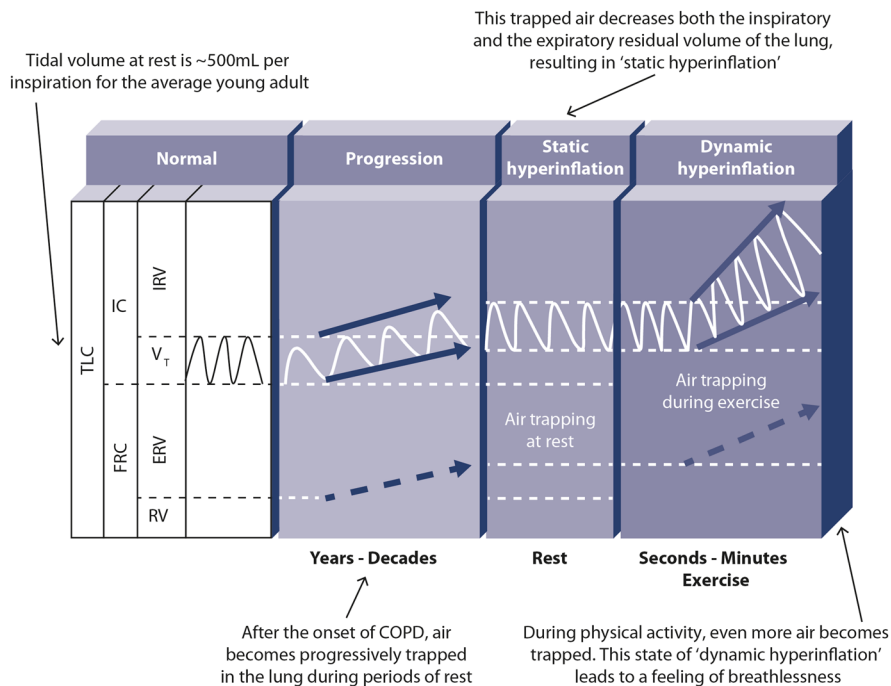 This trapped air decreases both the inspiratory
and the expiratory residual volume of the lung,
resulting in ‘static hyperinflation’
Tidal volume at rest is ~500mL per
inspiration for the average young adult
Normal
Progression
Static
hyperinflation
Dynamic
hyperinflation
TLC
IC
FRC
IRV
VT
ERV
RV
Air trapping
at rest
Air trapping
during exercise
Years - Decades
Rest
Seconds - Minutes
Exercise
After the onset of COPD, air
becomes progressively trapped
in the lung during periods of rest
During physical activity, even more air becomes
trapped. This state of ‘dynamic hyperinflation’
leads to a feeling of breathlessness